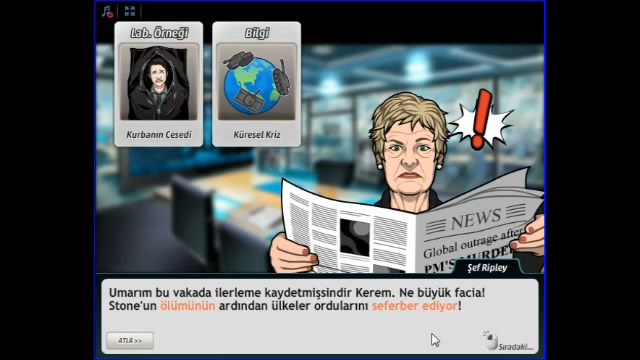 Lab. Örneği
Bilgi
Kurbanın Cesedi
Küresel Kriz
NEWS
Global outrage after
PM'S MURDER
Şef Ripley
Umarım bu vakada ilerleme kaydetmişsindir Kerem. Ne büyük facia!
Stone'un ölümünün ardından ülkeler ordularını seferber ediyor!
ATLA >>
Sıradaki...